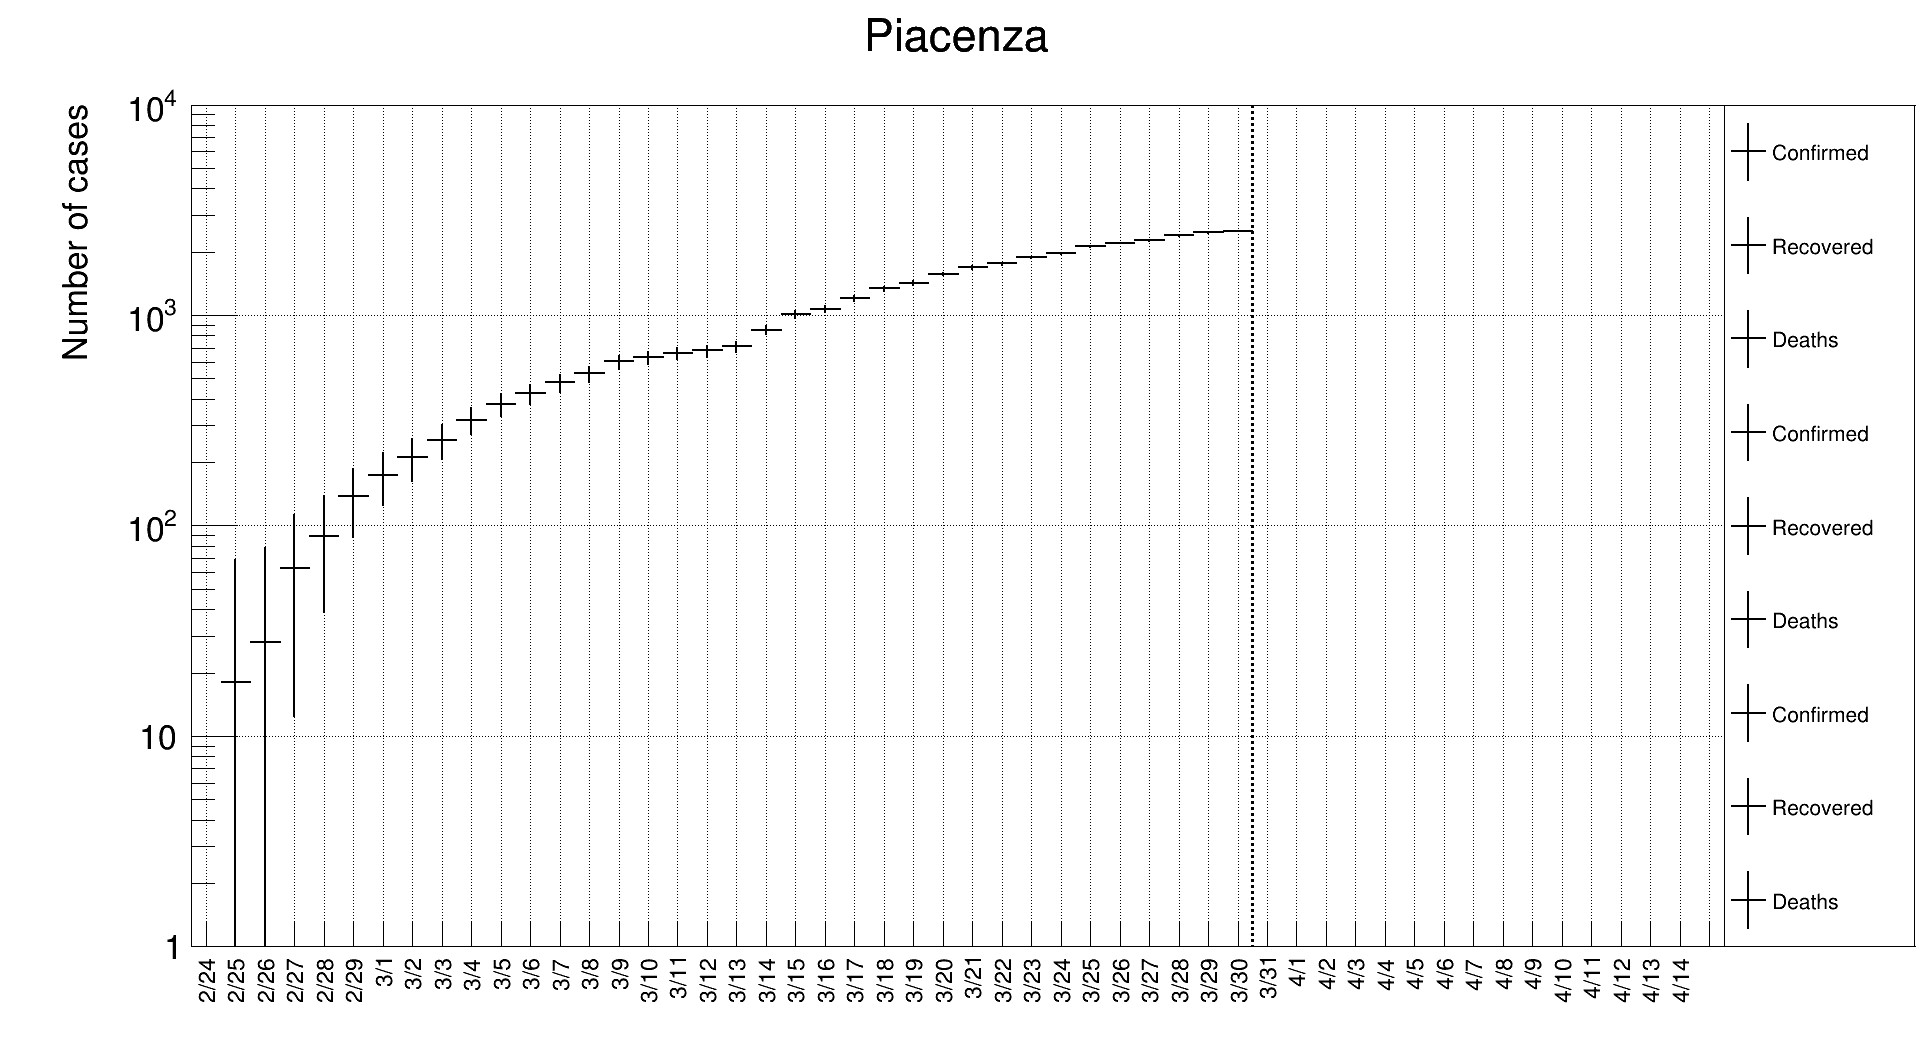 Piacenza
Number of cases
10^4
10^3
10^2
10
1
2/24 2/25 2/26 2/27 2/28 2/29 3/1 3/2 3/3 3/4 3/5 3/6 3/7 3/8 3/9 3/10 3/11 3/12 3/13 3/14 3/15 3/16 3/17 3/18 3/19 3/20 3/21 3/22 3/23 3/24 3/25 3/26 3/27 3/28 3/29 3/30 3/31 4/1 4/2 4/3 4/4 4/5 4/6 4/7 4/8 4/9 4/10 4/11 4/12 4/13 4/14
Confirmed
Recovered
Deaths
Confirmed
Recovered
Deaths
Confirmed
Recovered
Deaths